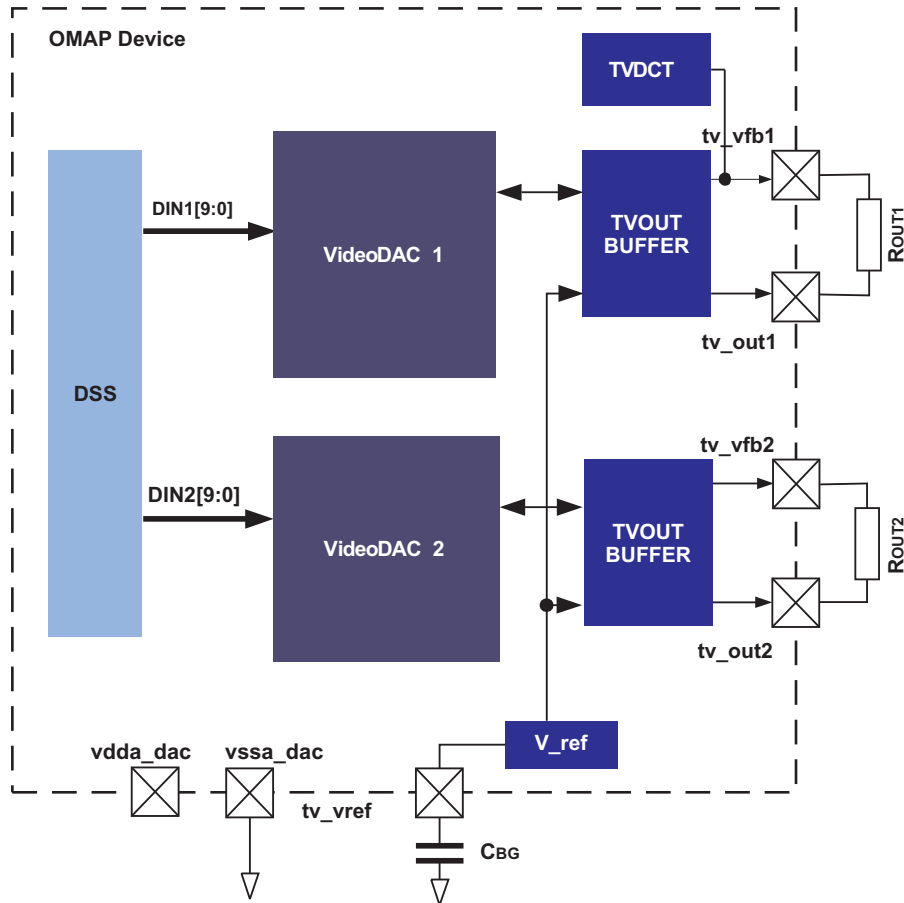 OMAP Device
TVDCT
tv_vfb1
DIN1[9:0]
VideoDAC 1
TVOUT
BUFFER
ROUT1
tv_out1
DSS
tv_vfb2
DIN2[9:0]
VideoDAC 2
TVOUT
BUFFER
ROUT2
tv_out2
V_ref
vdda_dac
vssa_dac
tv_vref
CBG